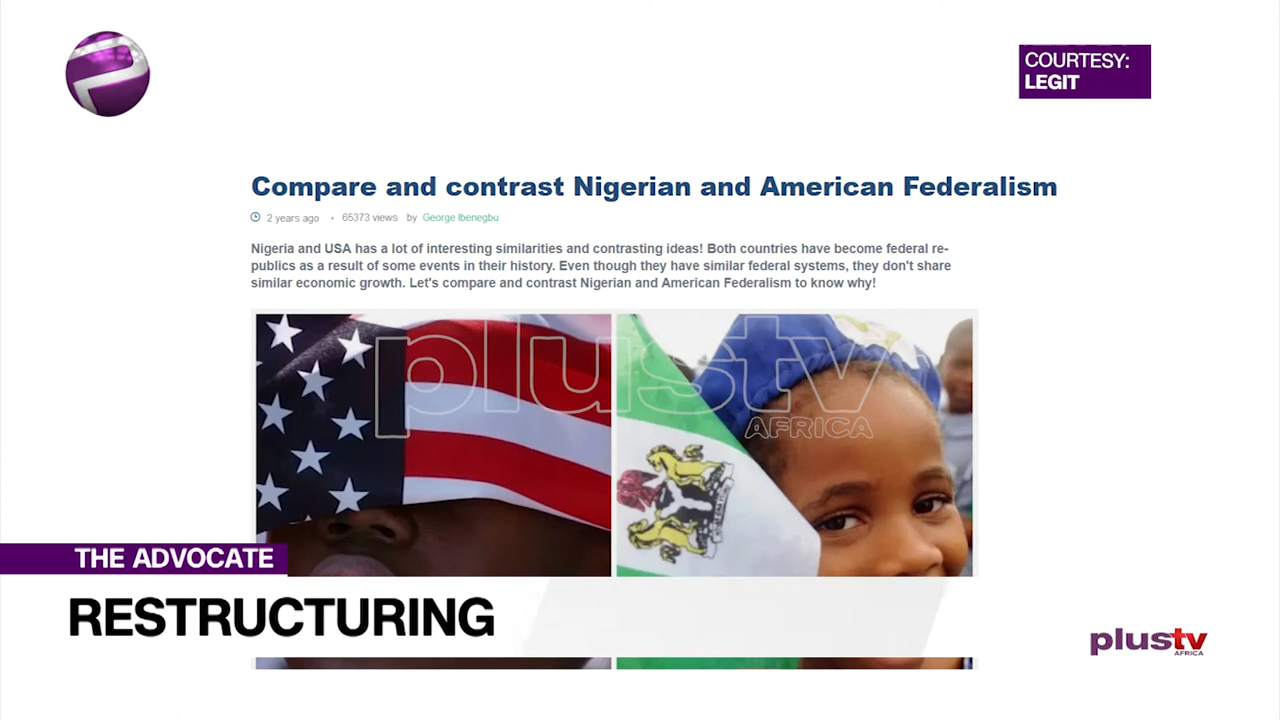 COURTESY:
LEGIT
Compare and contrast Nigerian and American Federalism
2 years ago • 65373 views by George Ibenegbu
Nigeria and USA has a lot of interesting similarities and contrasting ideas! Both countries have become federal re-
publics as a result of some events in their history. Even though they have similar federal systems, they don't share
similar economic growth. Let's compare and contrast Nigerian and American Federalism to know why!
plustv
AFRICA
THE ADVOCATE
RESTRUCTURING
plustv
AFRICA